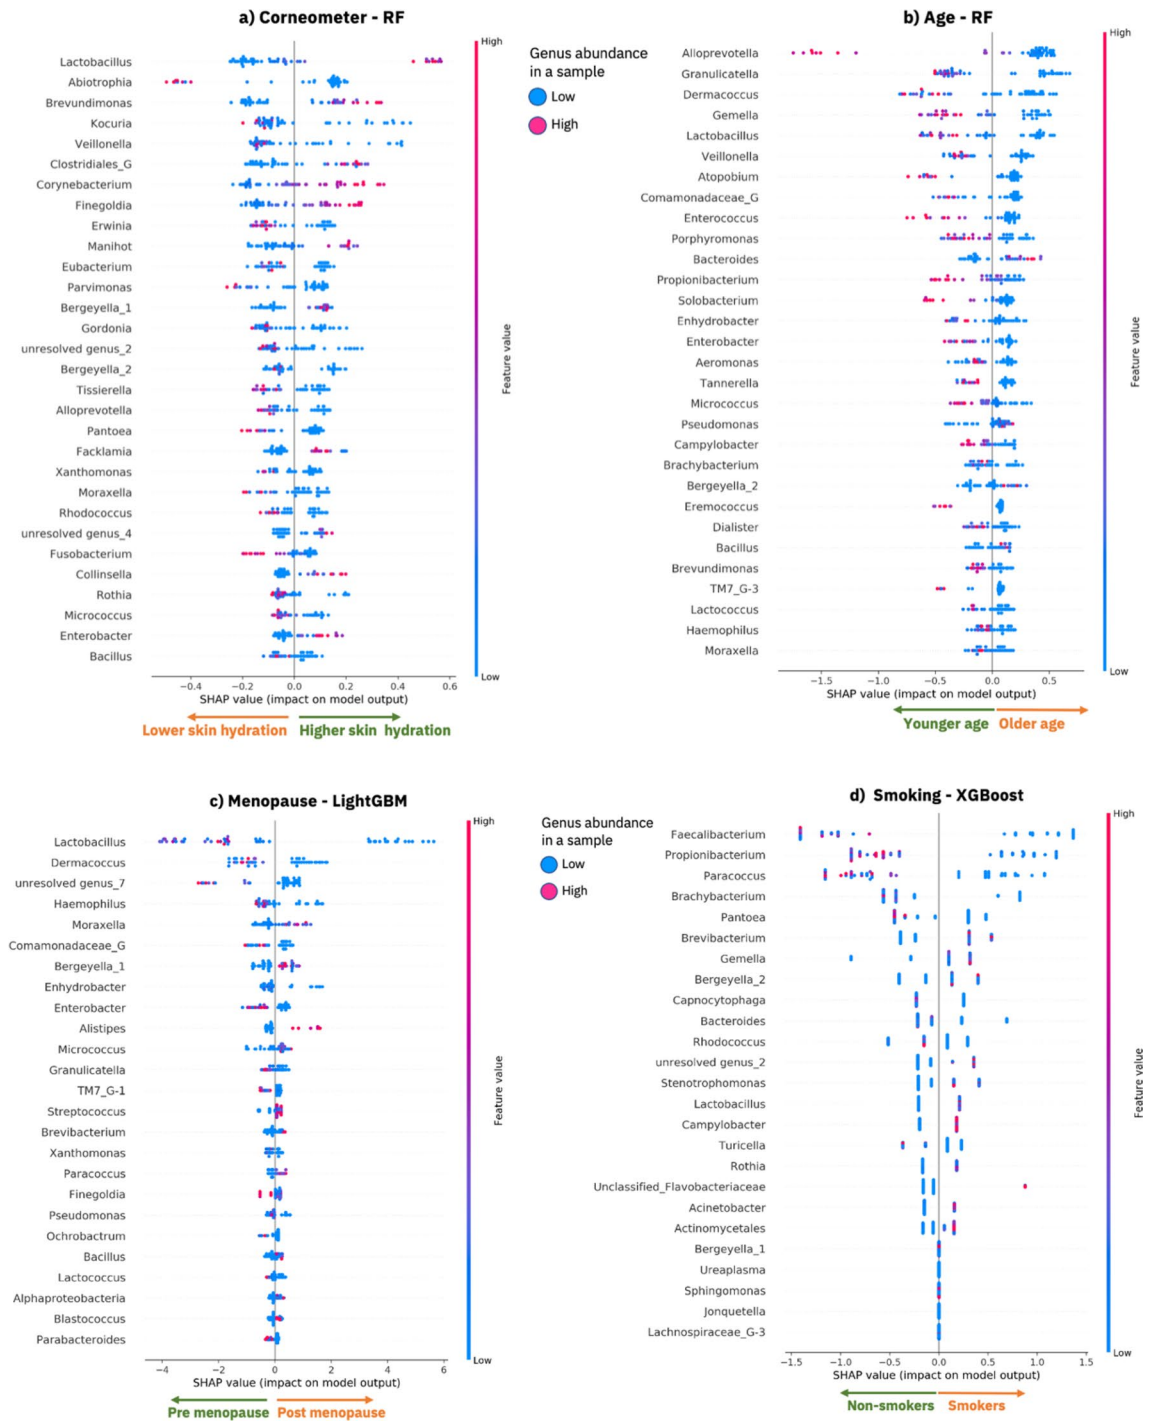 a) Corneometer - RF
High
Lactobacillus
Abiotrophia
Brevundimonas
Kocuria
Veillonella
Clostridiales_G
Corynebacterium
Finegoldia
Erwinia
Manihot
Eubacterium
Parvimonas
Bergeyella_1
Gordonia
unresolved genus_2
Bergeyella_2
Tissierella
Alloprevotella
Pantoea
Facklamia
Xanthomonas
Moraxella
Rhodococcus
unresolved genus_4
Fusobacterium
Collinsella
Rothia
Micrococcus
Enterobacter
Bacillus
Feature value
Low
−0.4 −0.2 0.0 0.2 0.4 0.6
SHAP value (impact on model output)
Lower skin hydration Higher skin hydration
Genus abundance
in a sample
Low
High
b) Age - RF
High
Alloprevotella
Granulicatella
Dermacoccus
Gemella
Lactobacillus
Veillonella
Atopobium
Comamonadaceae_G
Enterococcus
Porphyromonas
Bacteroides
Propionibacterium
Solobacterium
Enhydrobacter
Enterobacter
Aeromonas
Tannerella
Micrococcus
Pseudomonas
Campylobacter
Brachybacterium
Bergeyella_2
Eremococcus
Dialister
Bacillus
Brevundimonas
TM7_G-3
Lactococcus
Haemophilus
Moraxella
Feature value
Low
−1.5 −1.0 −0.5 0.0 0.5
SHAP value (impact on model output)
Younger age Older age
c) Menopause - LightGBM
High
Lactobacillus
Dermacoccus
unresolved genus_7
Haemophilus
Moraxella
Comamonadaceae_G
Bergeyella_1
Enhydrobacter
Enterobacter
Alistipes
Micrococcus
Granulicatella
TM7_G-1
Streptococcus
Brevibacterium
Xanthomonas
Paracoccus
Finegoldia
Pseudomonas
Ochrobactrum
Bacillus
Lactococcus
Alphaproteobacteria
Blastococcus
Parabacteroides
Feature value
Low
−4 −2 0 2 4 6
SHAP value (impact on model output)
Pre menopause Post menopause
Genus abundance
in a sample
Low
High
d) Smoking - XGBoost
High
Faecalibacterium
Propionibacterium
Paracoccus
Brachybacterium
Pantoea
Brevibacterium
Gemella
Bergeyella_2
Capnocytophaga
Bacteroides
Rhodococcus
unresolved genus_2
Stenotrophomonas
Lactobacillus
Campylobacter
Turicella
Rothia
Unclassified_Flavobacteriaceae
Acinetobacter
Actinomycetales
Bergeyella_1
Ureaplasma
Sphingomonas
Jonquetella
Lachnospiraceae_G-3
Feature value
Low
−1.5 −1.0 −0.5 0.0 0.5 1.0 1.5
SHAP value (impact on model output)
Non-smokers Smokers